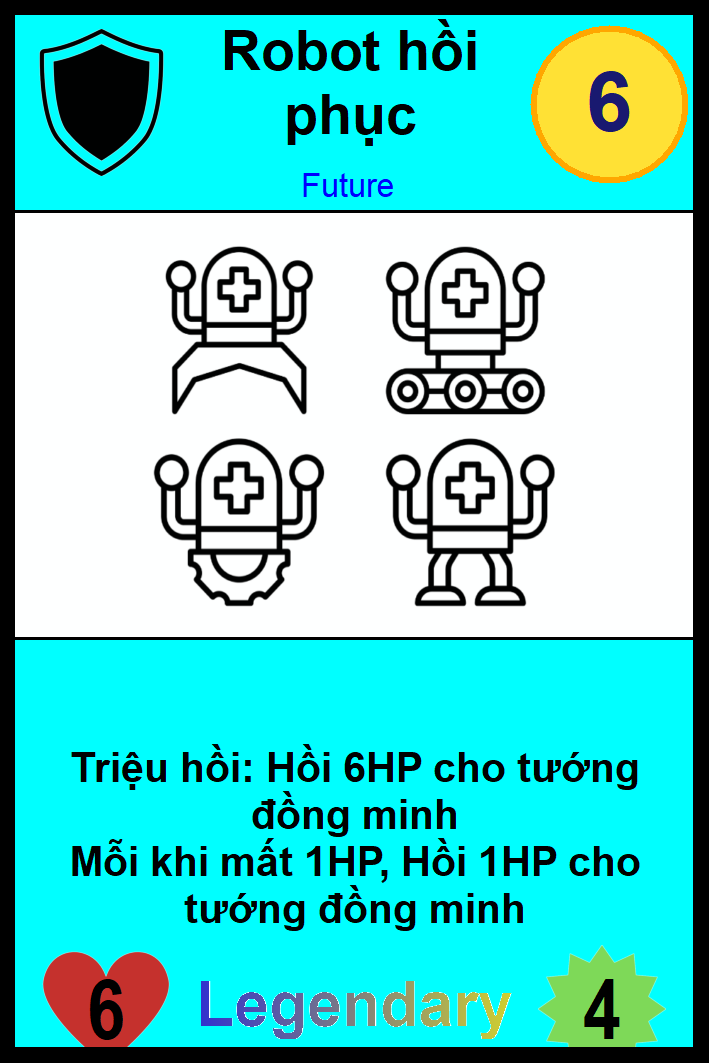 Robot hồi
phục
6
Future
Triệu hồi: Hồi 6HP cho tướng
đồng minh
Mỗi khi mất 1HP, Hồi 1HP cho
tướng đồng minh
6
Legendary
4